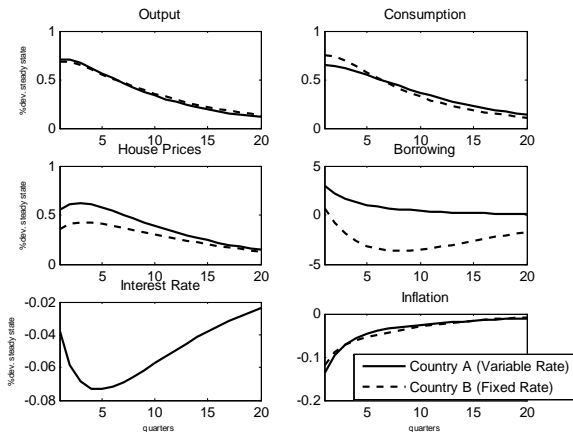 Output
Consumption
%dev. steady state
1
0.5
0
5 10 15 20
1
0.5
0
5 10 15 20
House Prices
Borrowing
%dev. steady state
1
0.5
0
5 10 15 20
5
0
-5
5 10 15 20
Interest Rate
Inflation
%dev. steady state
-0.02
-0.04
-0.06
-0.08
5 10 15 20
quarters
0
-0.1
-0.2
5 10 15 20
quarters
Country A (Variable Rate)
Country B (Fixed Rate)